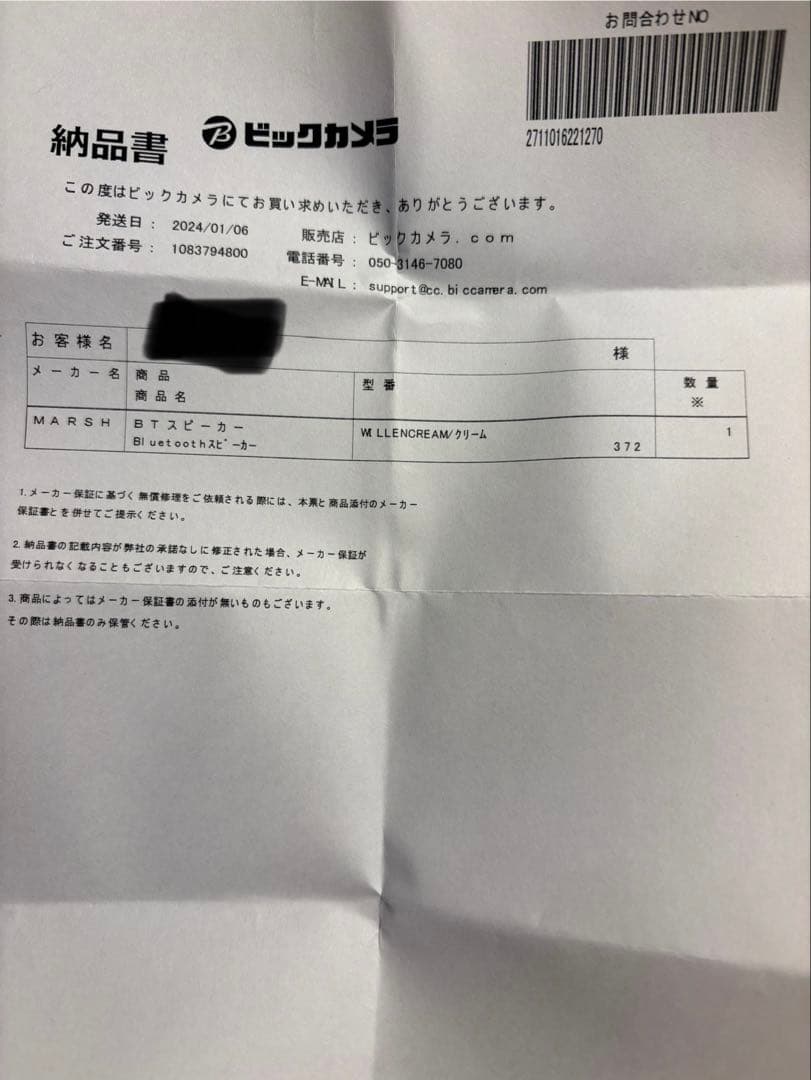 お問合わせNO
2711016221270
納品書 ビックカメラ
この度はビックカメラにてお買い求めいただき、ありがとうございます。
発送日： 2024/01/06 販売店： ビックカメラ．ｃｏｍ
ご注文番号： 1083794800 電話番号： 050-3146-7080
E-MAIL： support@cc.biccamera.com
お客様名 様
メーカー名 商品 型番 数量
商品名 ※
ＭＡＲＳＨ ＢＴスピーカー WILLENCREAM/クリーム 1
Bluetoothｽﾋﾟｰｶｰ 372
1.メーカー保証に基づく無償修理をご依頼される際には、本票と商品添付のメーカー
保証書とを併せてご提示ください。
2.納品書の記載内容が弊社の承諾なしに修正された場合、メーカー保証が
受けられなくなることもございますので、ご注意ください。
3.商品によってはメーカー保証書の添付が無いものもございます。
その際は納品書のみ保管ください。